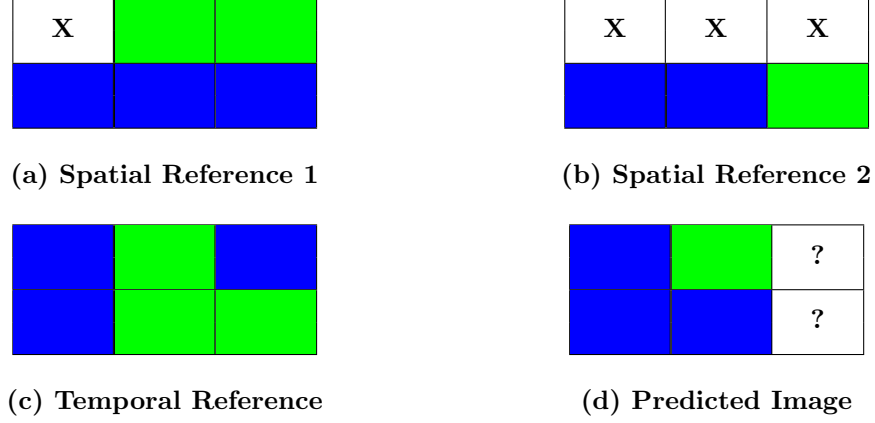 X
X X X
(a) Spatial Reference 1
(b) Spatial Reference 2
?
?
(c) Temporal Reference
(d) Predicted Image